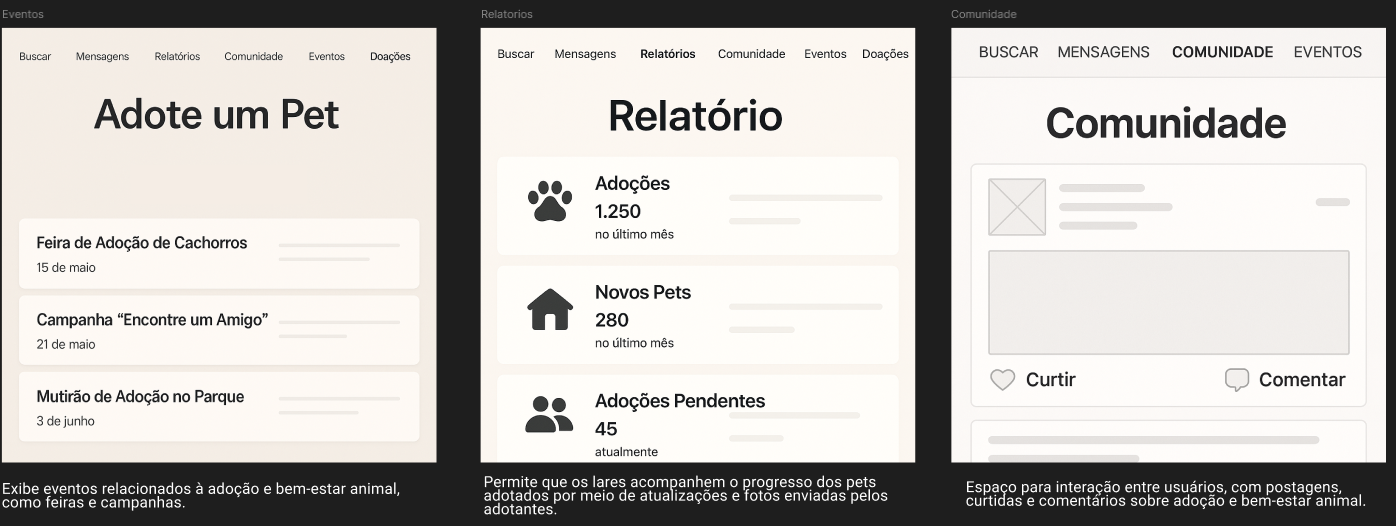 Eventos
Buscar Mensagens Relatórios Comunidade Eventos Doações
Adote um Pet
Feira de Adoção de Cachorros
15 de maio
Campanha “Encontre um Amigo”
21 de maio
Mutirão de Adoção no Parque
3 de junho
Exibe eventos relacionados à adoção e bem-estar animal,
como feiras e campanhas.
Relatorios
Buscar Mensagens Relatórios Comunidade Eventos Doações
Relatório
Adoções
1.250
no último mês
Novos Pets
280
no último mês
Adoções Pendentes
45
atualmente
Permite que os lares acompanhem o progresso dos pets
adotados por meio de atualizações e fotos enviadas pelos
adotantes.
Comunidade
BUSCAR MENSAGENS COMUNIDADE EVENTOS
Comunidade
Curtir Comentar
Espaço para interação entre usuários, com postagens,
curtidas e comentários sobre adoção e bem-estar animal.